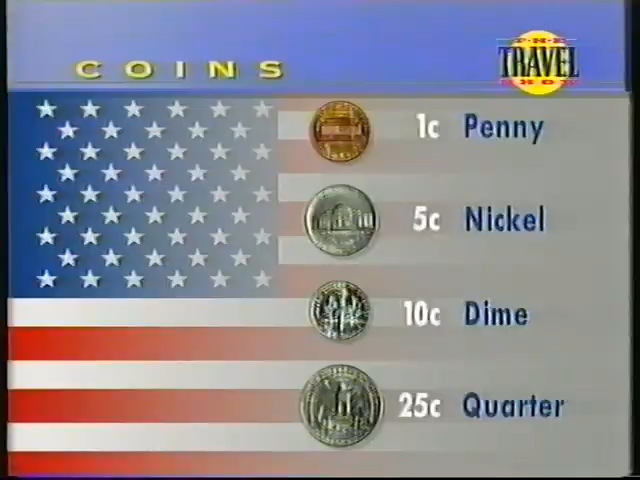 COINS
THE
TRAVEL
SHOW
1c Penny
5c Nickel
10c Dime
25c Quarter